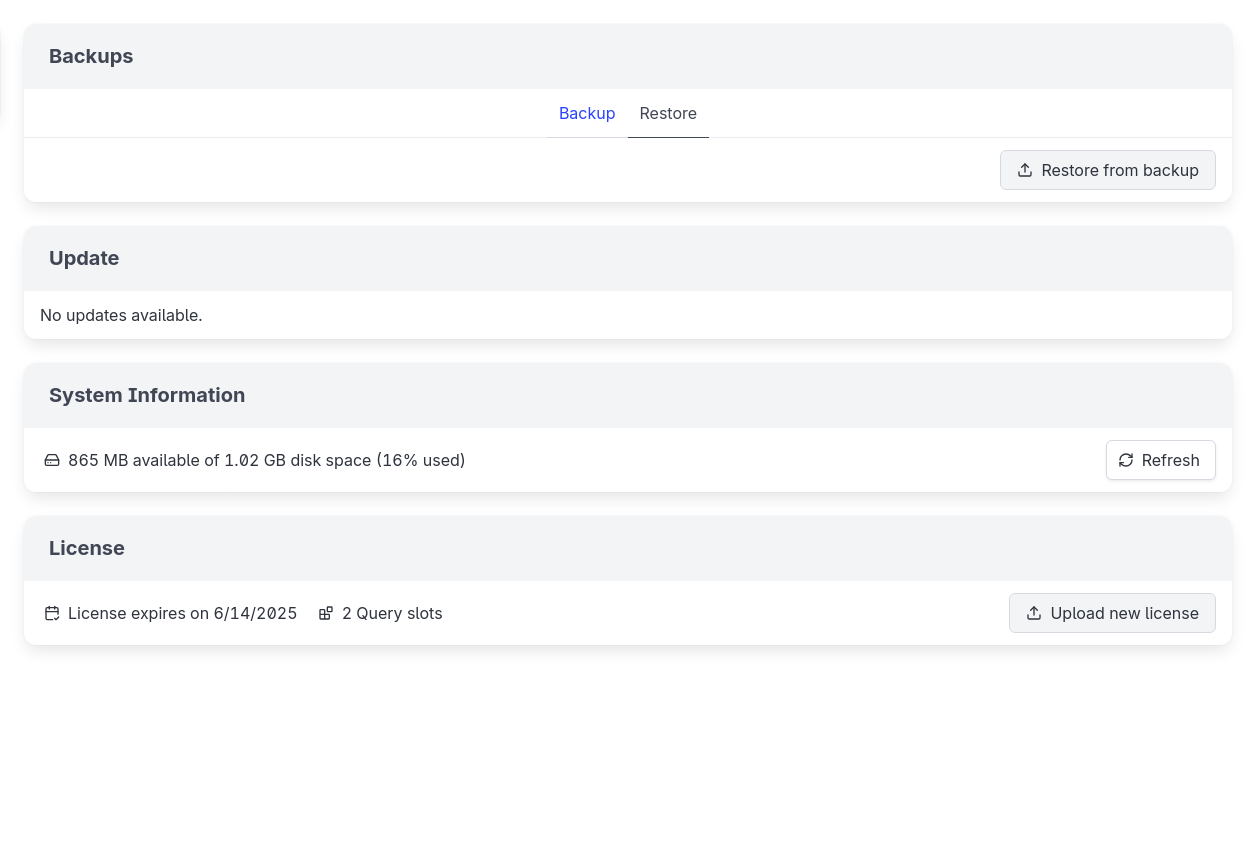 Backups
Backup Restore
Restore from backup
Update
No updates available.
System Information
865 MB available of 1.02 GB disk space (16% used)
Refresh
License
License expires on 6/14/2025 2 Query slots
Upload new license